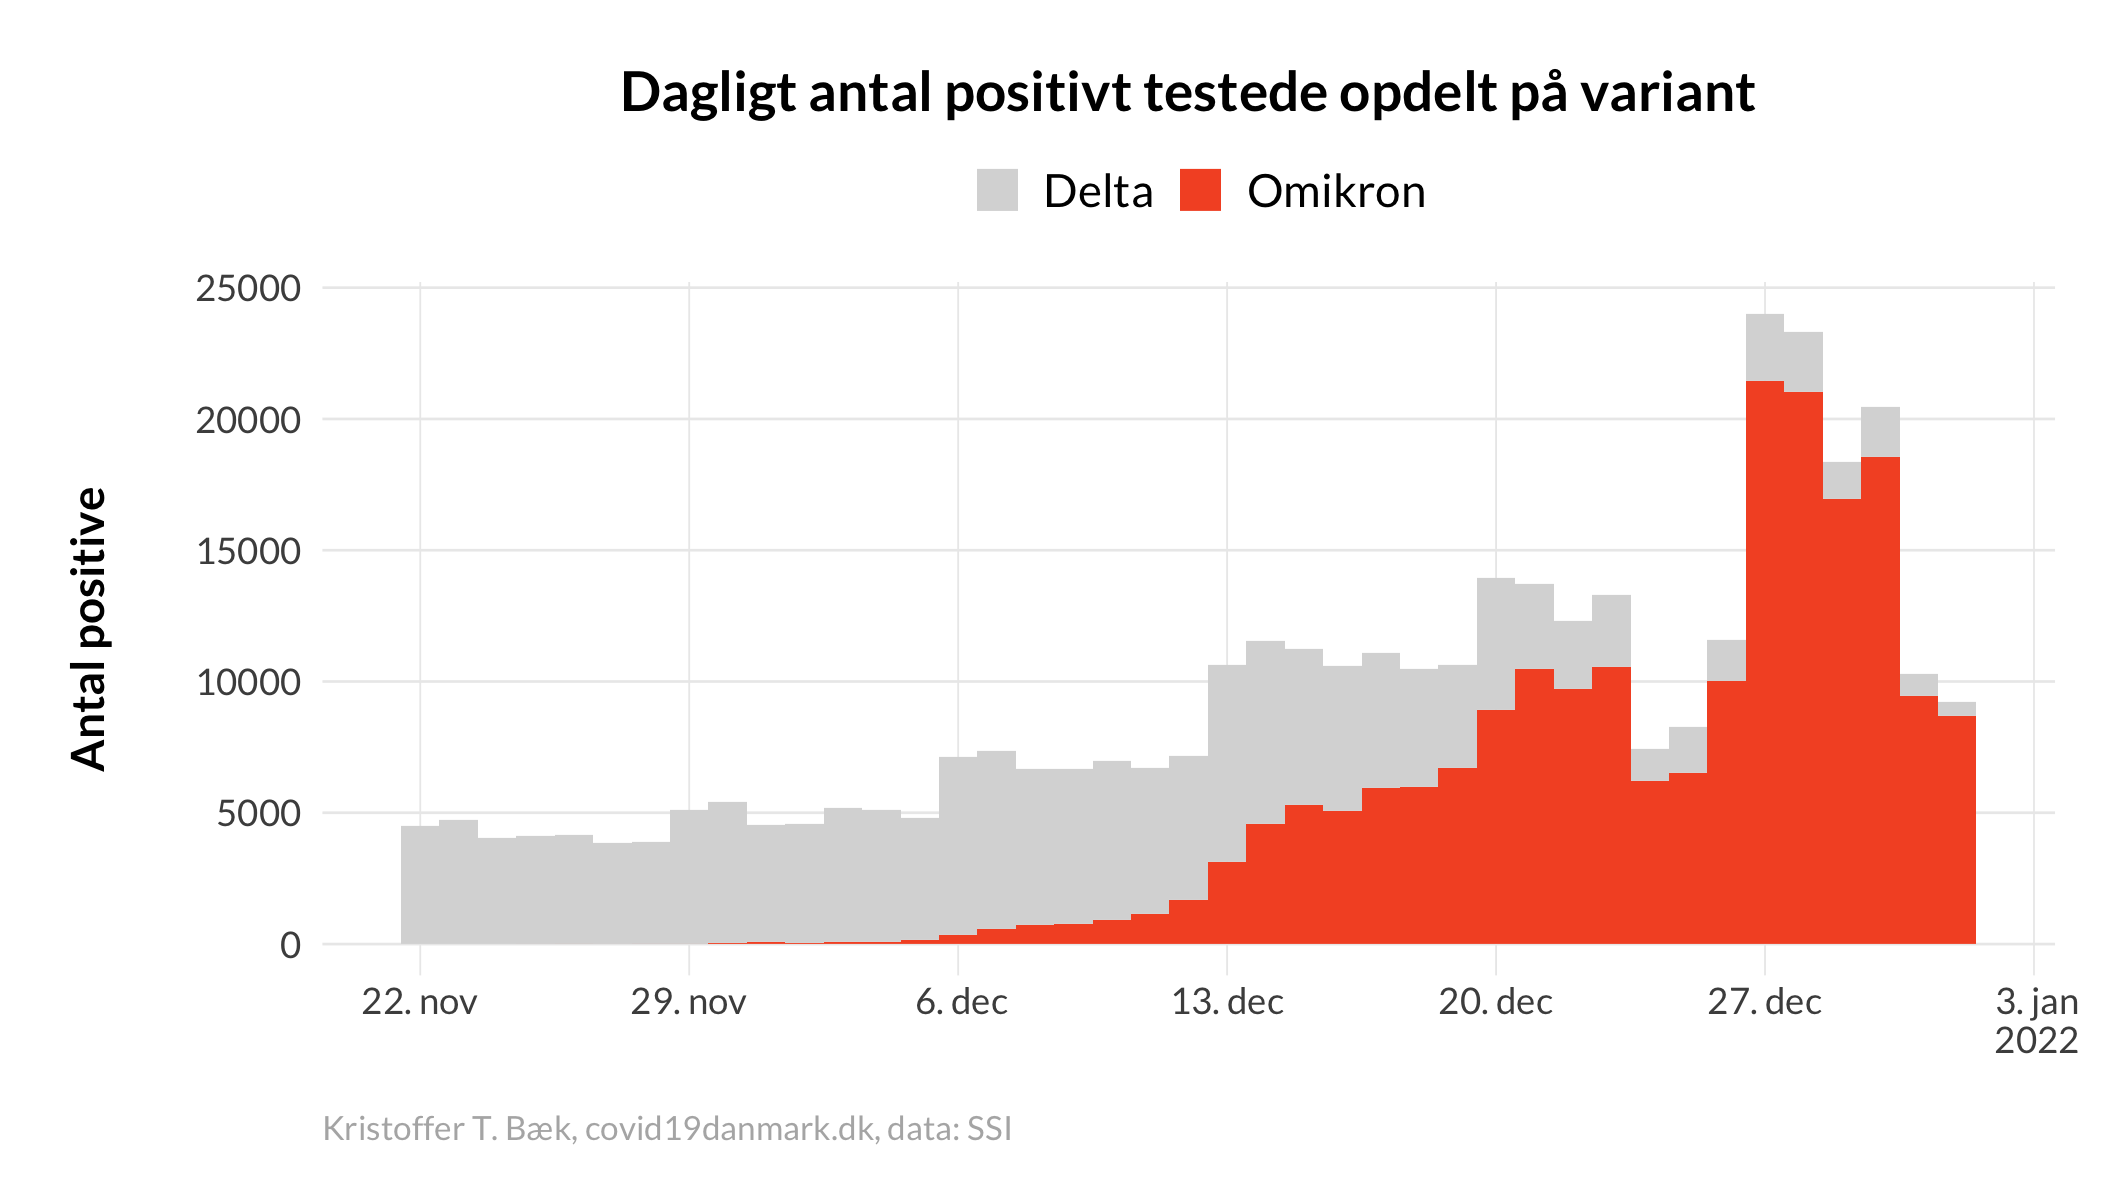 Dagligt antal positivt testede opdelt på variant
Delta Omikron
Antal positive
25000
20000
15000
10000
5000
0
22. nov 29. nov 6. dec 13. dec 20. dec 27. dec 3. jan
2022
Kristoffer T. Bæk, covid19danmark.dk, data: SSI